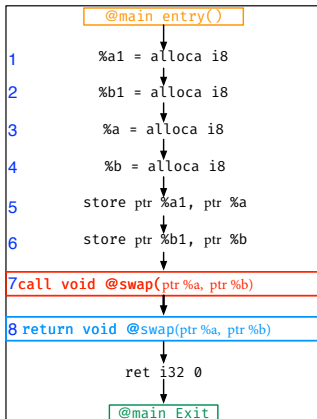 @main entry()
1 %a1 = alloca i8
2 %b1 = alloca i8
3 %a = alloca i8
4 %b = alloca i8
5 store ptr %a1, ptr %a
6 store ptr %b1, ptr %b
7 call void @swap(ptr %a, ptr %b)
8 return void @swap(ptr %a, ptr %b)
ret i32 0
@main Exit